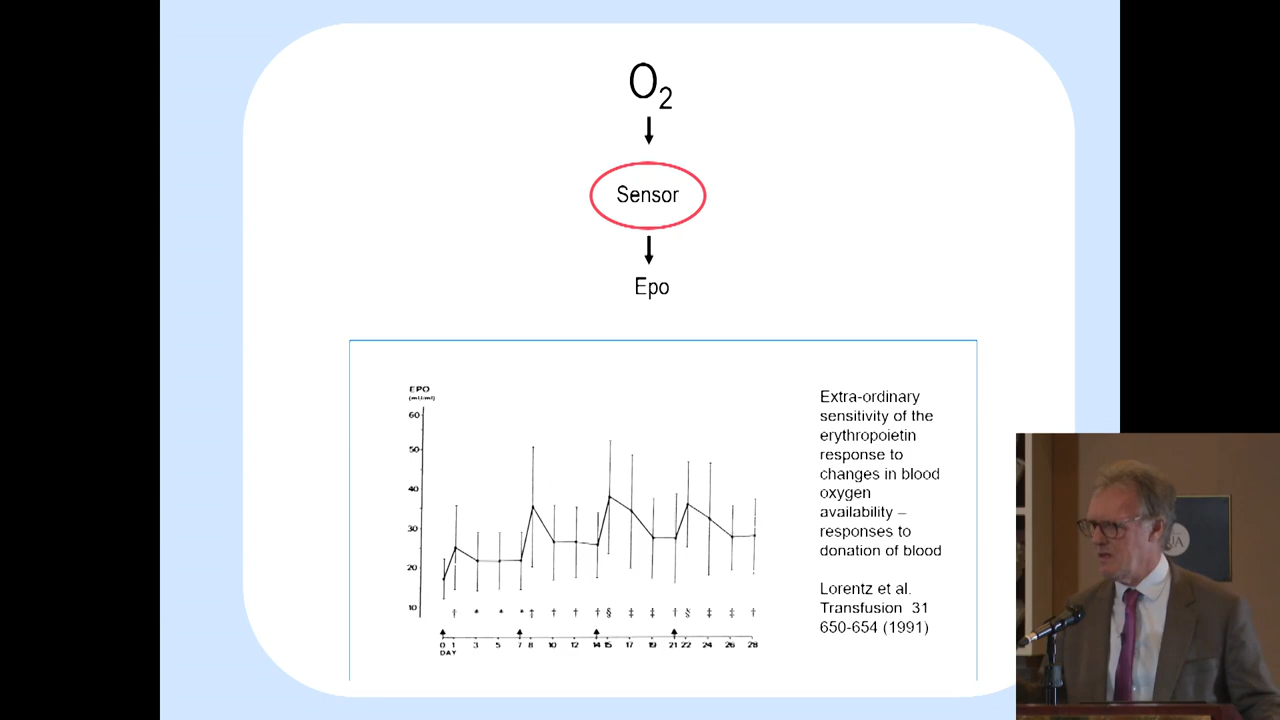 O2
Sensor
Epo
EPO
(mU/ml)
60
50
40
30
20
10
† * * * ‡ † † † § ‡ ‡ † § ‡ ‡ †
0 1 3 5 7 8 10 12 14 15 17 19 21 22 24 26 28
DAY
Extra-ordinary
sensitivity of the
erythropoietin
response to
changes in blood
oxygen
availability –
responses to
donation of blood
Lorentz et al.
Transfusion 31
650-654 (1991)